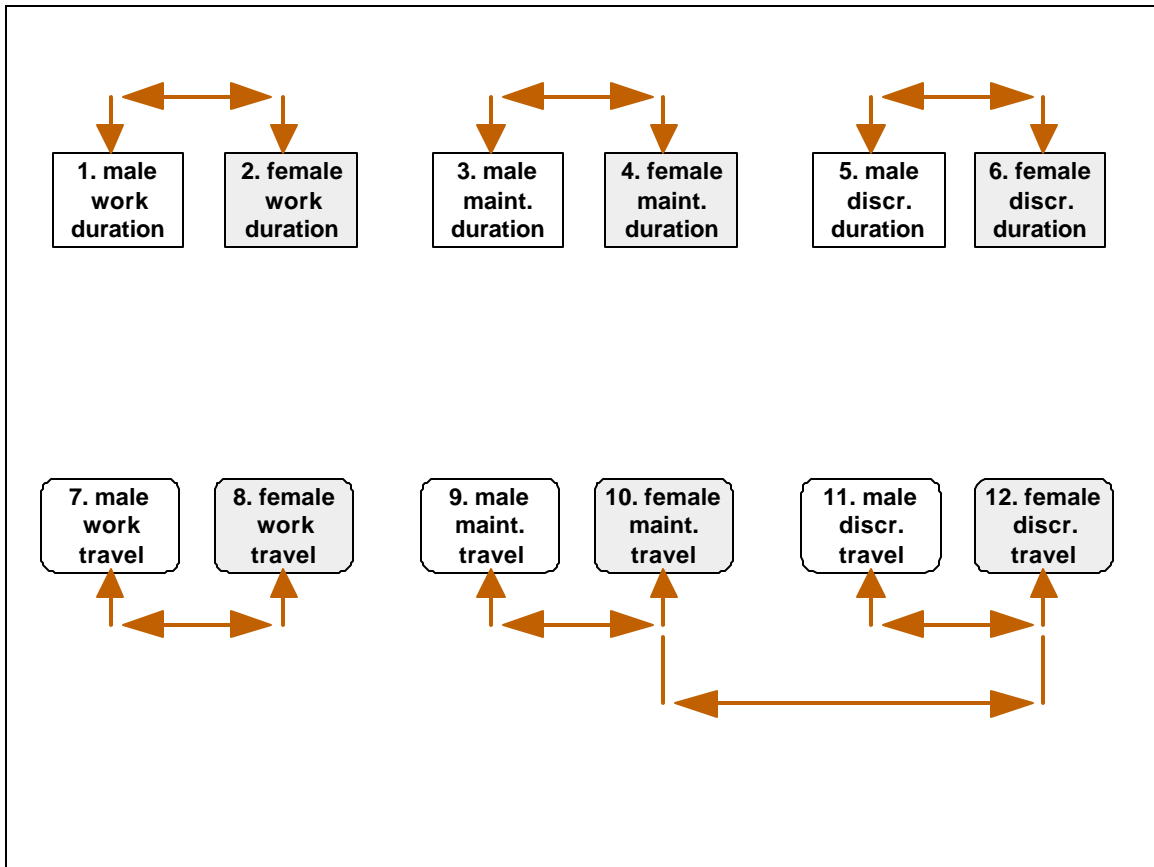 1. male
work
duration
2. female
work
duration
3. male
maint.
duration
4. female
maint.
duration
5. male
discr.
duration
6. female
discr.
duration
7. male
work
travel
8. female
work
travel
9. male
maint.
travel
10. female
maint.
travel
11. male
discr.
travel
12. female
discr.
travel